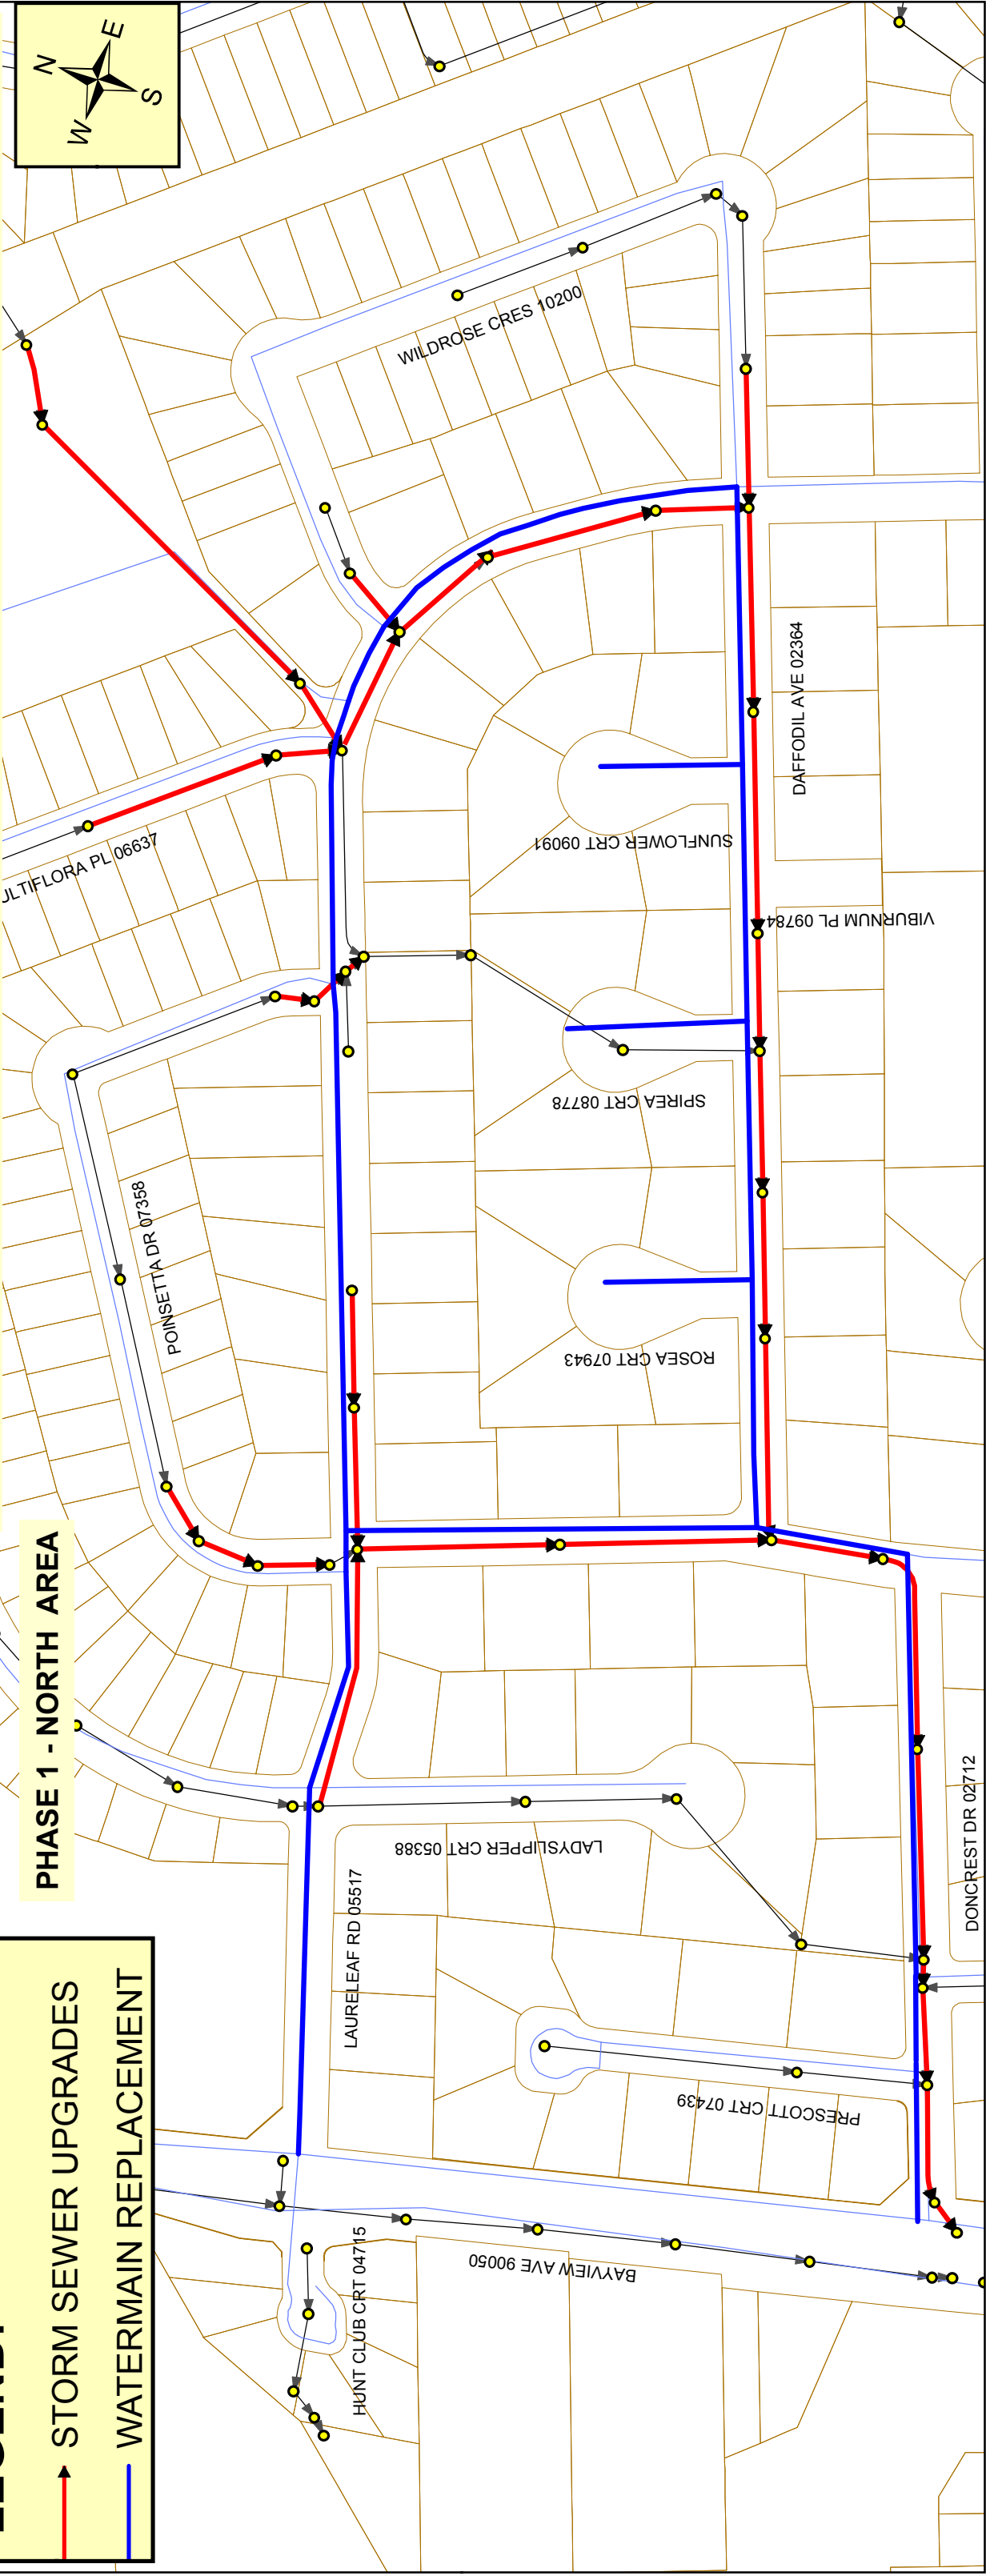 N
E
S
W
WILDROSE CRES 10200
DAFFODIL AVE 02364
SUNFLOWER CRT 09091
ULTIFLORA PL 06637
VIBURNUM PL 09784
SPIREA CRT 08778
POINSETTA DR 07358
ROSEA CRT 07943
PHASE 1 - NORTH AREA
DONCREST DR 02712
LADYSLIPPER CRT 05388
LAURELEAF RD 05517
PRESCOTT CRT 07439
BAYVIEW AVE 90050
HUNT CLUB CRT 04715
STORM SEWER UPGRADES
WATERMAIN REPLACEMENT